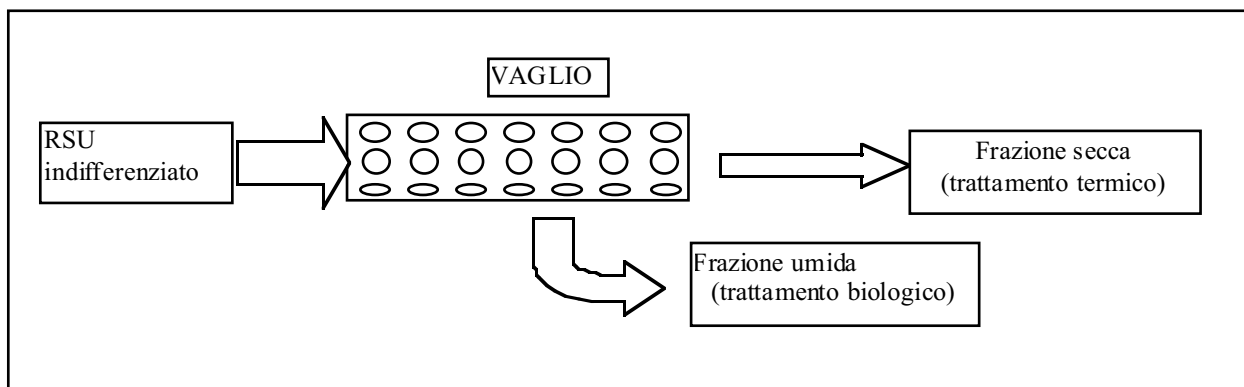 VAGLIO
RSU
indifferenziato
Frazione secca
(trattamento termico)
Frazione umida
(trattamento biologico)